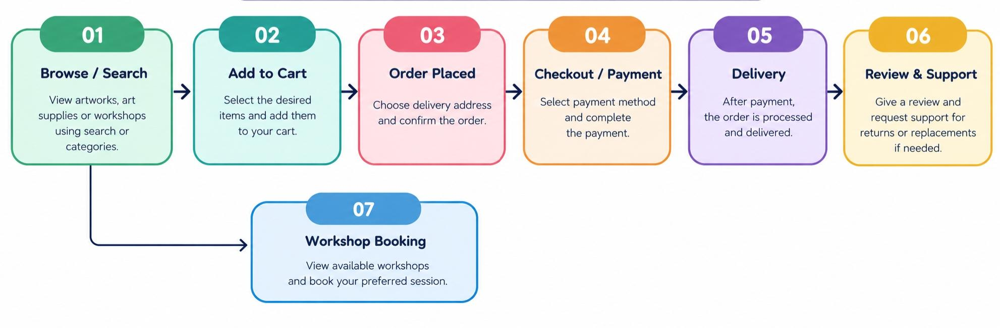 01
Browse / Search
View artworks, art
supplies or workshops
using search or
categories.
02
Add to Cart
Select the desired
items and add them
to your cart.
03
Order Placed
Choose delivery address
and confirm the order.
04
Checkout / Payment
Select payment method
and complete
the payment.
05
Delivery
After payment,
the order is processed
and delivered.
06
Review & Support
Give a review and
request support for
returns or replacements
if needed.
07
Workshop Booking
View available workshops
and book your preferred session.